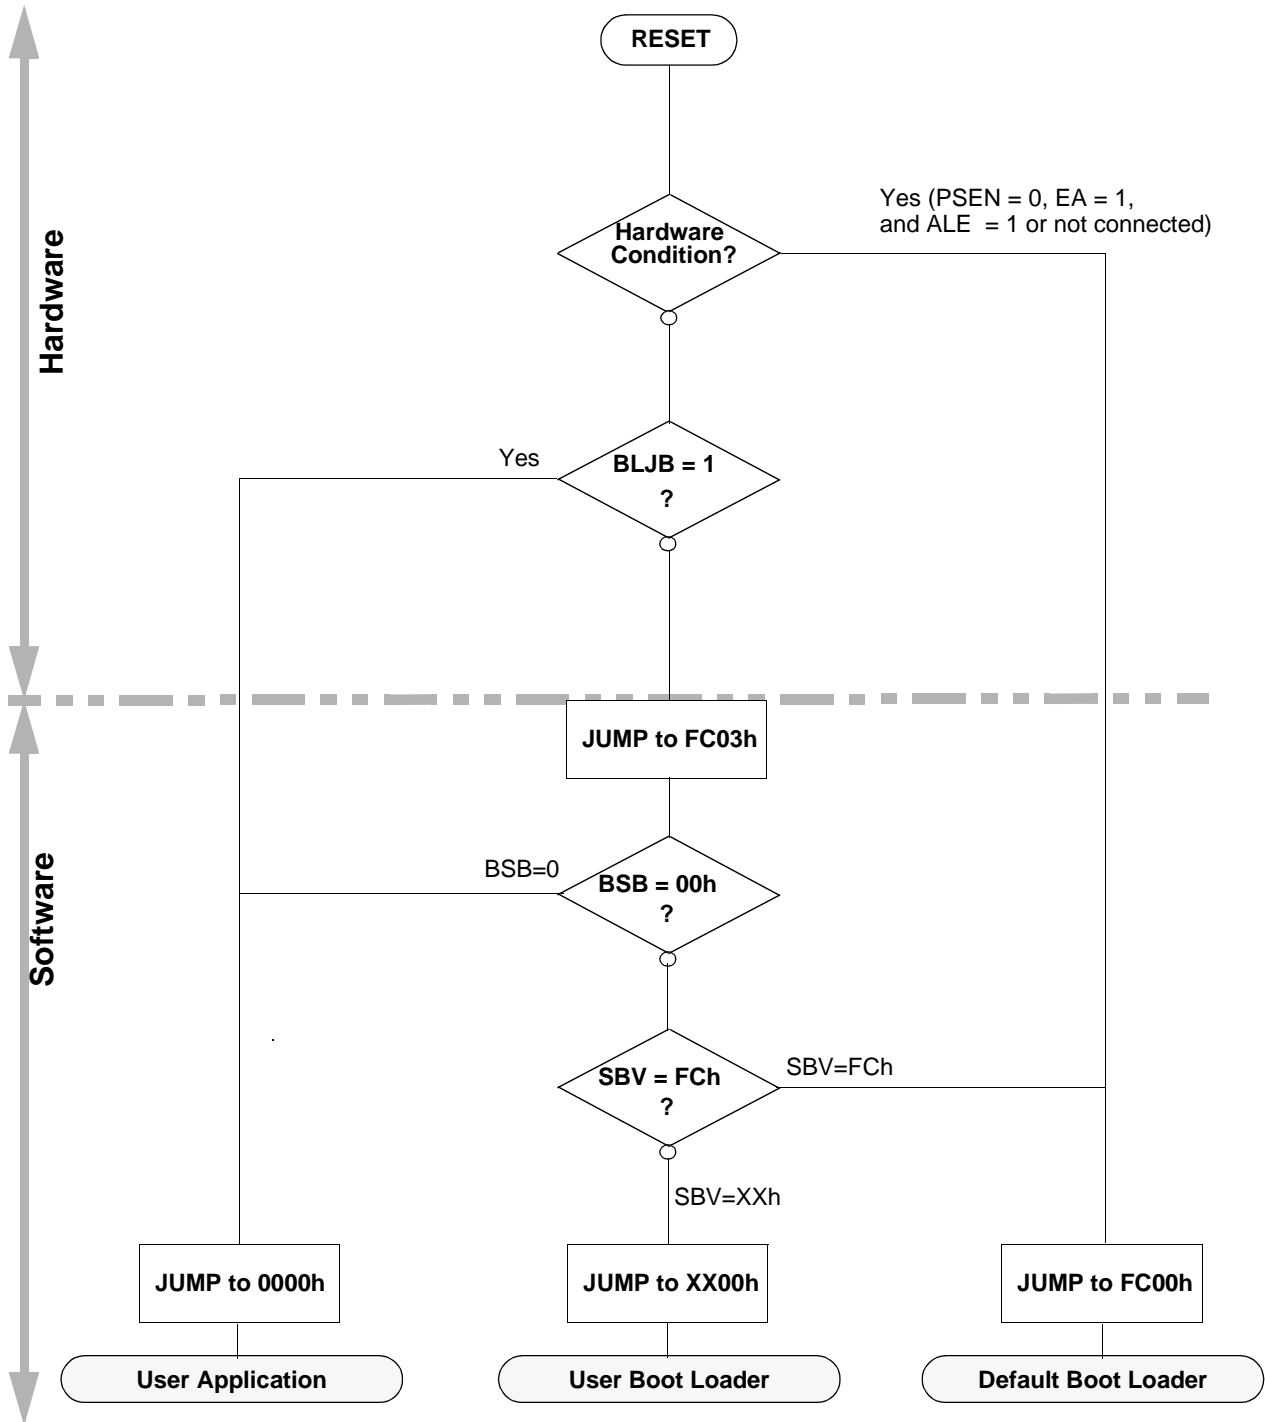 RESET
Yes (PSEN = 0, EA = 1,
and ALE = 1 or not connected)
Hardware
Condition?
Hardware
Yes
BLJB = 1
?
JUMP to FC03h
Software
BSB=0
BSB = 00h
?
SBV = FCh
?
SBV=FCh
SBV=XXh
JUMP to 0000h
JUMP to XX00h
JUMP to FC00h
User Application
User Boot Loader
Default Boot Loader